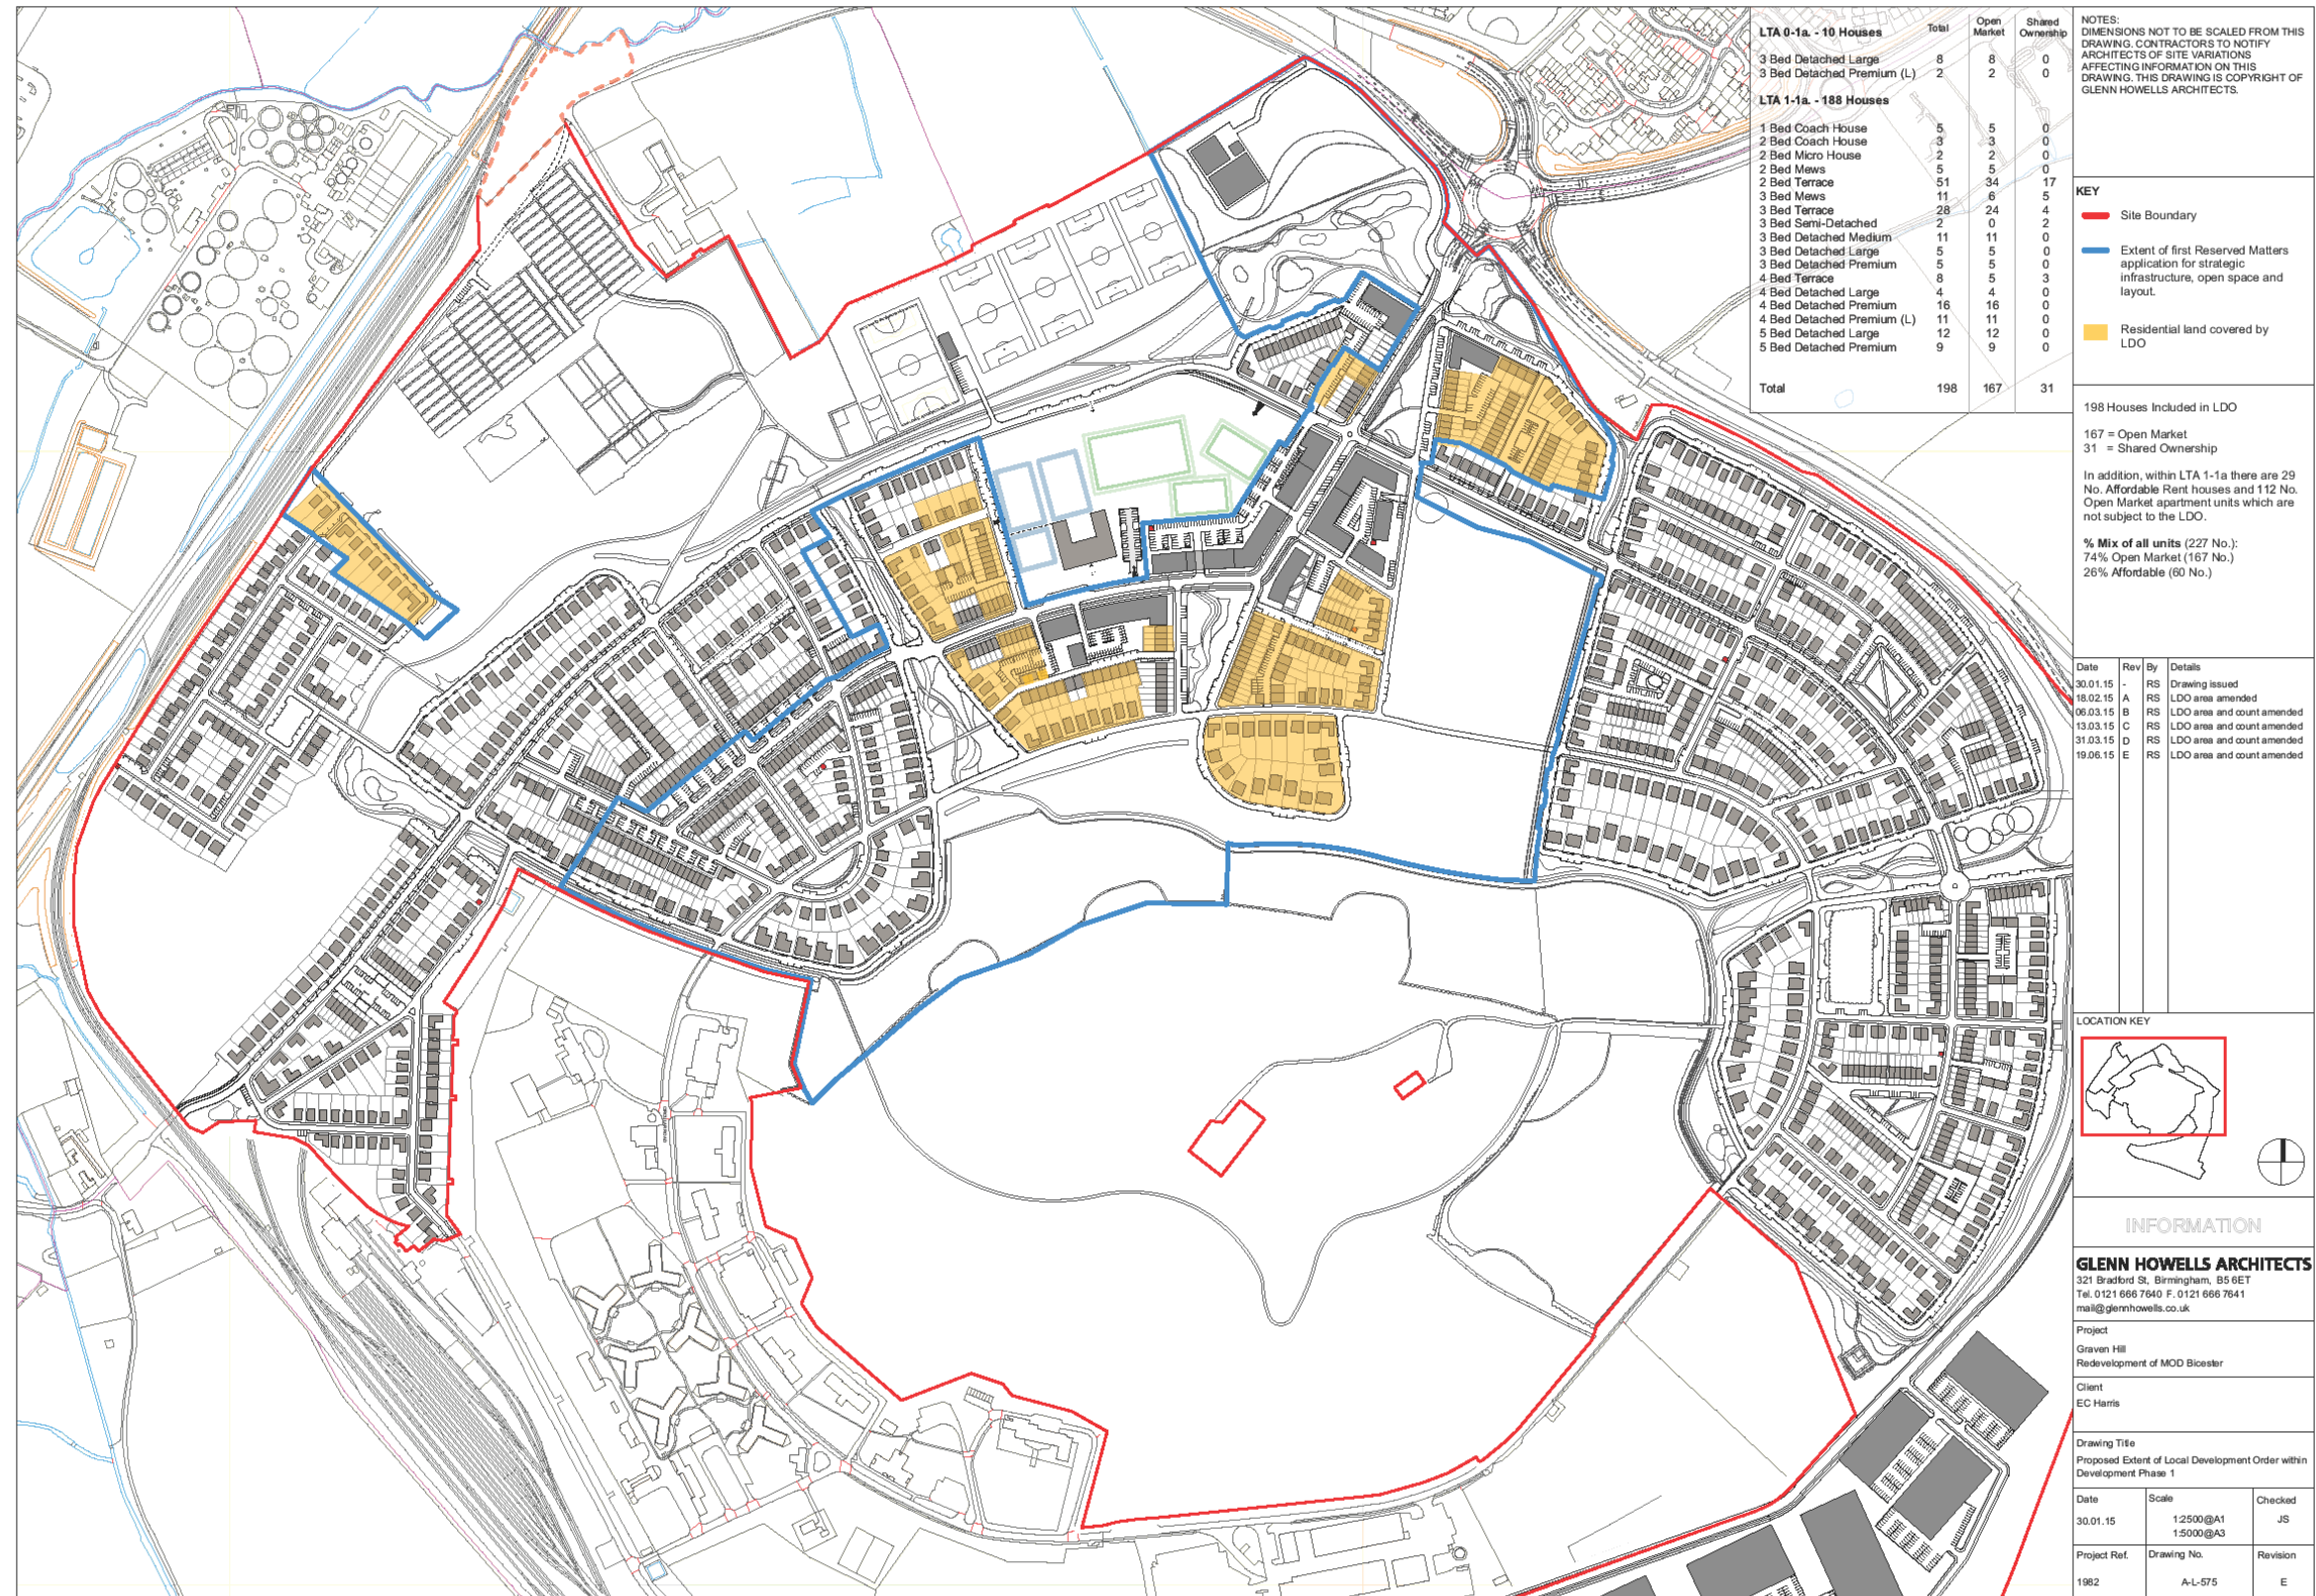 LTA 0-1a. - 10 Houses Total Open Market Shared Ownership
3 Bed Detached Large 8 8 0
3 Bed Detached Premium (L) 2 2 0
LTA 1-1a. - 188 Houses
1 Bed Coach House 5 5 0
2 Bed Coach House 3 3 0
2 Bed Micro House 2 2 0
2 Bed Mews 5 5 0
2 Bed Terrace 51 34 17
3 Bed Mews 11 6 5
3 Bed Terrace 28 24 4
3 Bed Semi-Detached 2 0 2
3 Bed Detached Medium 11 11 0
3 Bed Detached Large 5 5 0
3 Bed Detached Premium 5 5 0
4 Bed Terrace 8 5 3
4 Bed Detached Large 4 4 0
4 Bed Detached Premium 16 16 0
4 Bed Detached Premium (L) 11 11 0
5 Bed Detached Large 12 12 0
5 Bed Detached Premium 9 9 0
Total 198 167 31
NOTES:
DIMENSIONS NOT TO BE SCALED FROM THIS
DRAWING. CONTRACTORS TO NOTIFY
ARCHITECTS OF SITE VARIATIONS
AFFECTING INFORMATION ON THIS
DRAWING. THIS DRAWING IS COPYRIGHT OF
GLENN HOWELLS ARCHITECTS.
KEY
Site Boundary
Extent of first Reserved Matters
application for strategic
infrastructure, open space and
layout.
Residential land covered by
LDO
198 Houses Included in LDO
167 = Open Market
31 = Shared Ownership
In addition, within LTA 1-1a there are 29
No. Affordable Rent houses and 112 No.
Open Market apartment units which are
not subject to the LDO.
% Mix of all units (227 No.):
74% Open Market (167 No.)
26% Affordable (60 No.)
Date Rev By Details
30.01.15 - RS Drawing issued
18.02.15 A RS LDO area amended
06.03.15 B RS LDO area and count amended
13.03.15 C RS LDO area and count amended
31.03.15 D RS LDO area and count amended
19.06.15 E RS LDO area and count amended
LOCATION KEY
INFORMATION
GLENN HOWELLS ARCHITECTS
321 Bradford St, Birmingham, B5 6ET
Tel. 0121 666 7640 F. 0121 666 7641
mail@glennhowells.co.uk
Project
Graven Hill
Redevelopment of MOD Bicester
Client
EC Harris
Drawing Title
Proposed Extent of Local Development Order within
Development Phase 1
Date Scale Checked
30.01.15 1:2500@A1 JS
1:5000@A3
Project Ref. Drawing No. Revision
1982 A-L-575 E